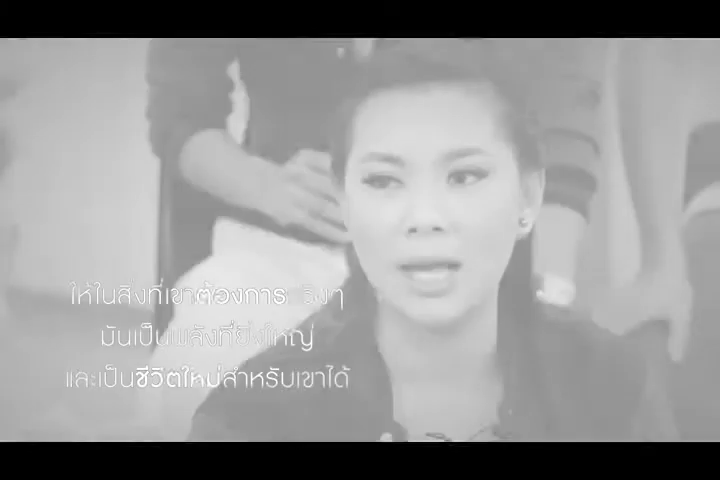 ให้ในสิ่งที่เขาต้องการจริงๆ
มันเป็นพลังที่ยิ่งใหญ่
และเป็นชีวิตใหม่สำหรับเขาได้